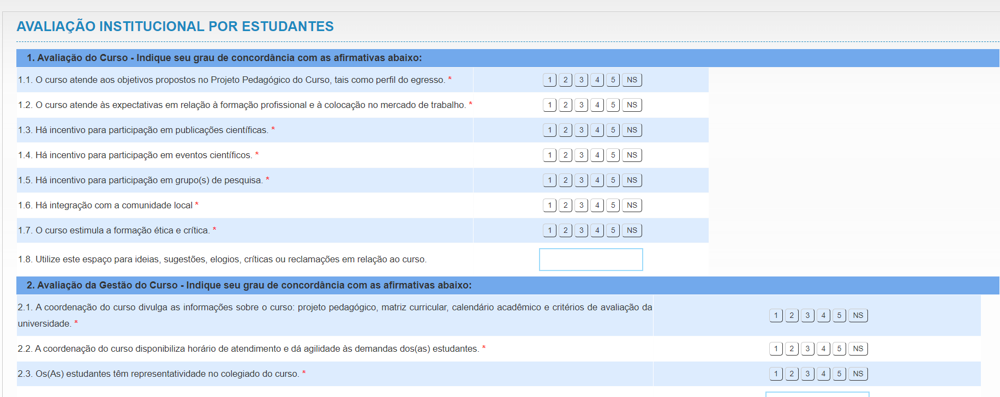 AVALIAÇÃO INSTITUCIONAL POR ESTUDANTES
1. Avaliação do Curso - Indique seu grau de concordância com as afirmativas abaixo:
1.1. O curso atende aos objetivos propostos no Projeto Pedagógico do Curso, tais como perfil do egresso. * 1 2 3 4 5 NS
1.2. O curso atende às expectativas em relação à formação profissional e à colocação no mercado de trabalho. * 1 2 3 4 5 NS
1.3. Há incentivo para participação em publicações científicas. * 1 2 3 4 5 NS
1.4. Há incentivo para participação em eventos científicos. * 1 2 3 4 5 NS
1.5. Há incentivo para participação em grupo(s) de pesquisa. * 1 2 3 4 5 NS
1.6. Há integração com a comunidade local * 1 2 3 4 5 NS
1.7. O curso estimula a formação ética e crítica. * 1 2 3 4 5 NS
1.8. Utilize este espaço para ideias, sugestões, elogios, críticas ou reclamações em relação ao curso.
2. Avaliação da Gestão do Curso - Indique seu grau de concordância com as afirmativas abaixo:
2.1. A coordenação do curso divulga as informações sobre o curso: projeto pedagógico, matriz curricular, calendário acadêmico e critérios de avaliação da
universidade. * 1 2 3 4 5 NS
2.2. A coordenação do curso disponibiliza horário de atendimento e dá agilidade às demandas dos(as) estudantes. * 1 2 3 4 5 NS
2.3. Os(As) estudantes têm representatividade no colegiado do curso. * 1 2 3 4 5 NS